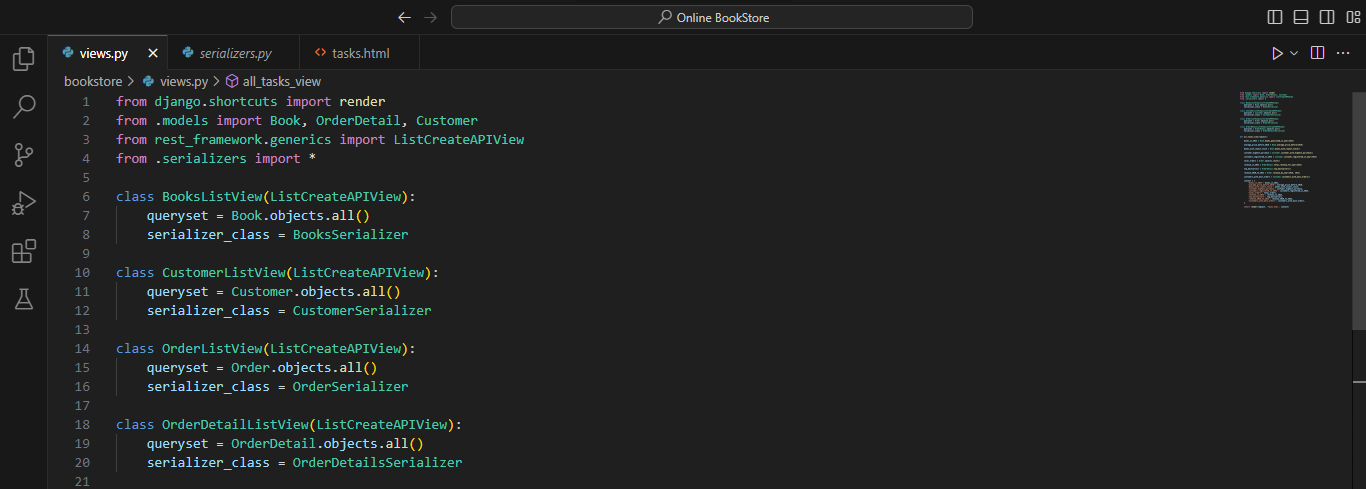 Online BookStore
views.py
serializers.py
tasks.html
bookstore > views.py > all_tasks_view
1 from django.shortcuts import render
2 from .models import Book, OrderDetail, Customer
3 from rest_framework.generics import ListCreateAPIView
4 from .serializers import *
5
6 class BooksListView(ListCreateAPIView):
7     queryset = Book.objects.all()
8     serializer_class = BooksSerializer
9
10 class CustomerListView(ListCreateAPIView):
11     queryset = Customer.objects.all()
12     serializer_class = CustomerSerializer
13
14 class OrderListView(ListCreateAPIView):
15     queryset = Order.objects.all()
16     serializer_class = OrderSerializer
17
18 class OrderDetailListView(ListCreateAPIView):
19     queryset = OrderDetail.objects.all()
20     serializer_class = OrderDetailsSerializer
21